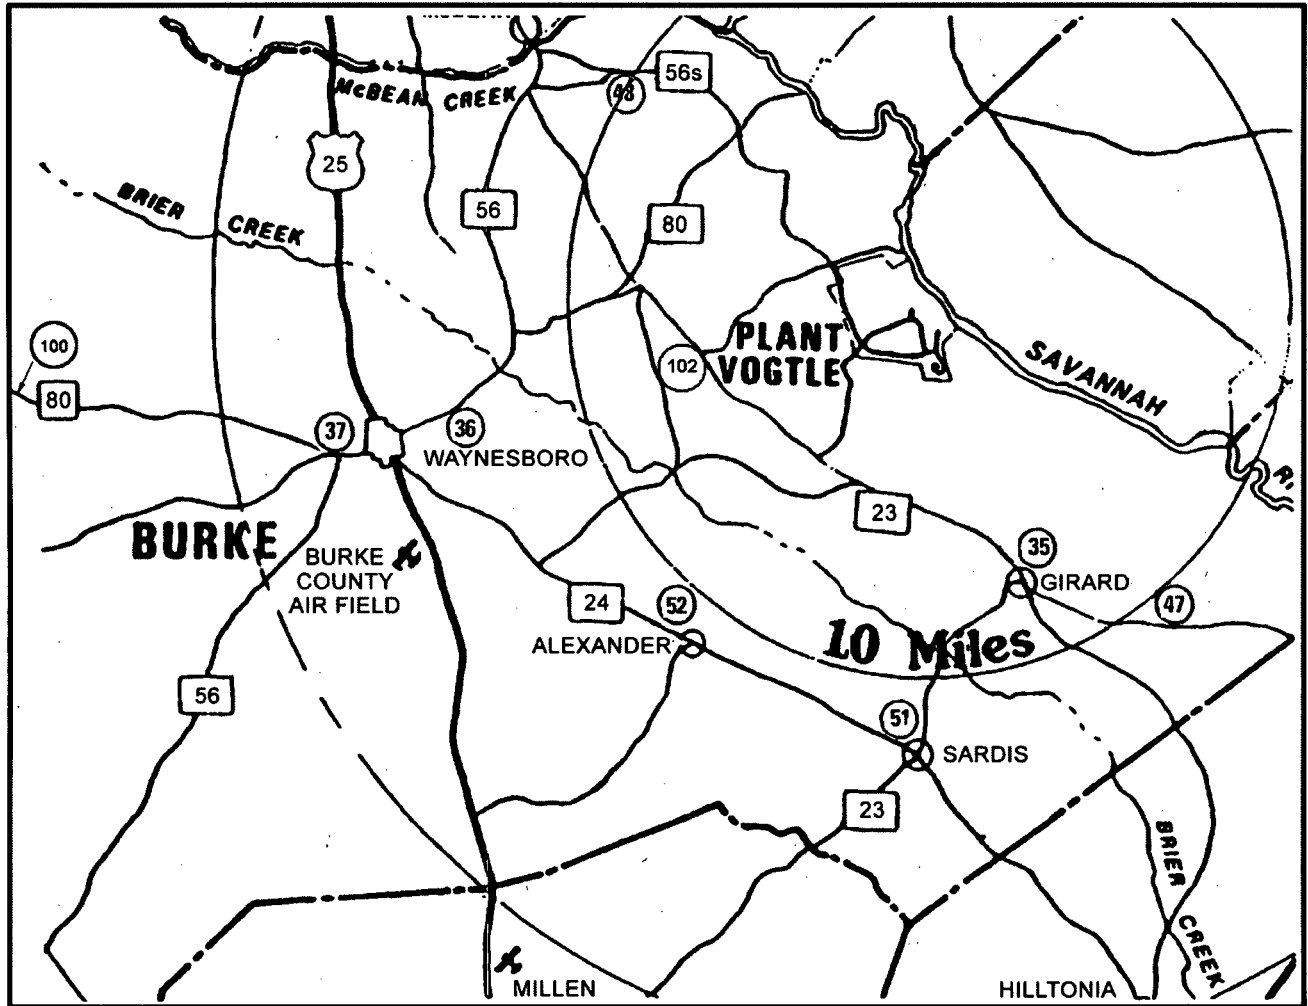 56s
McBEAN CREEK
48
25
BRIER CREEK
56
80
100
80
PLANT
VOGTLE
102
SAVANNAH
R.
37
36
WAYNESBORO
23
BURKE
BURKE
COUNTY
AIR FIELD
35
GIRARD
24
52
47
ALEXANDER
10 Miles
56
51
SARDIS
23
BRIER CREEK
MILLEN
HILLTONIA